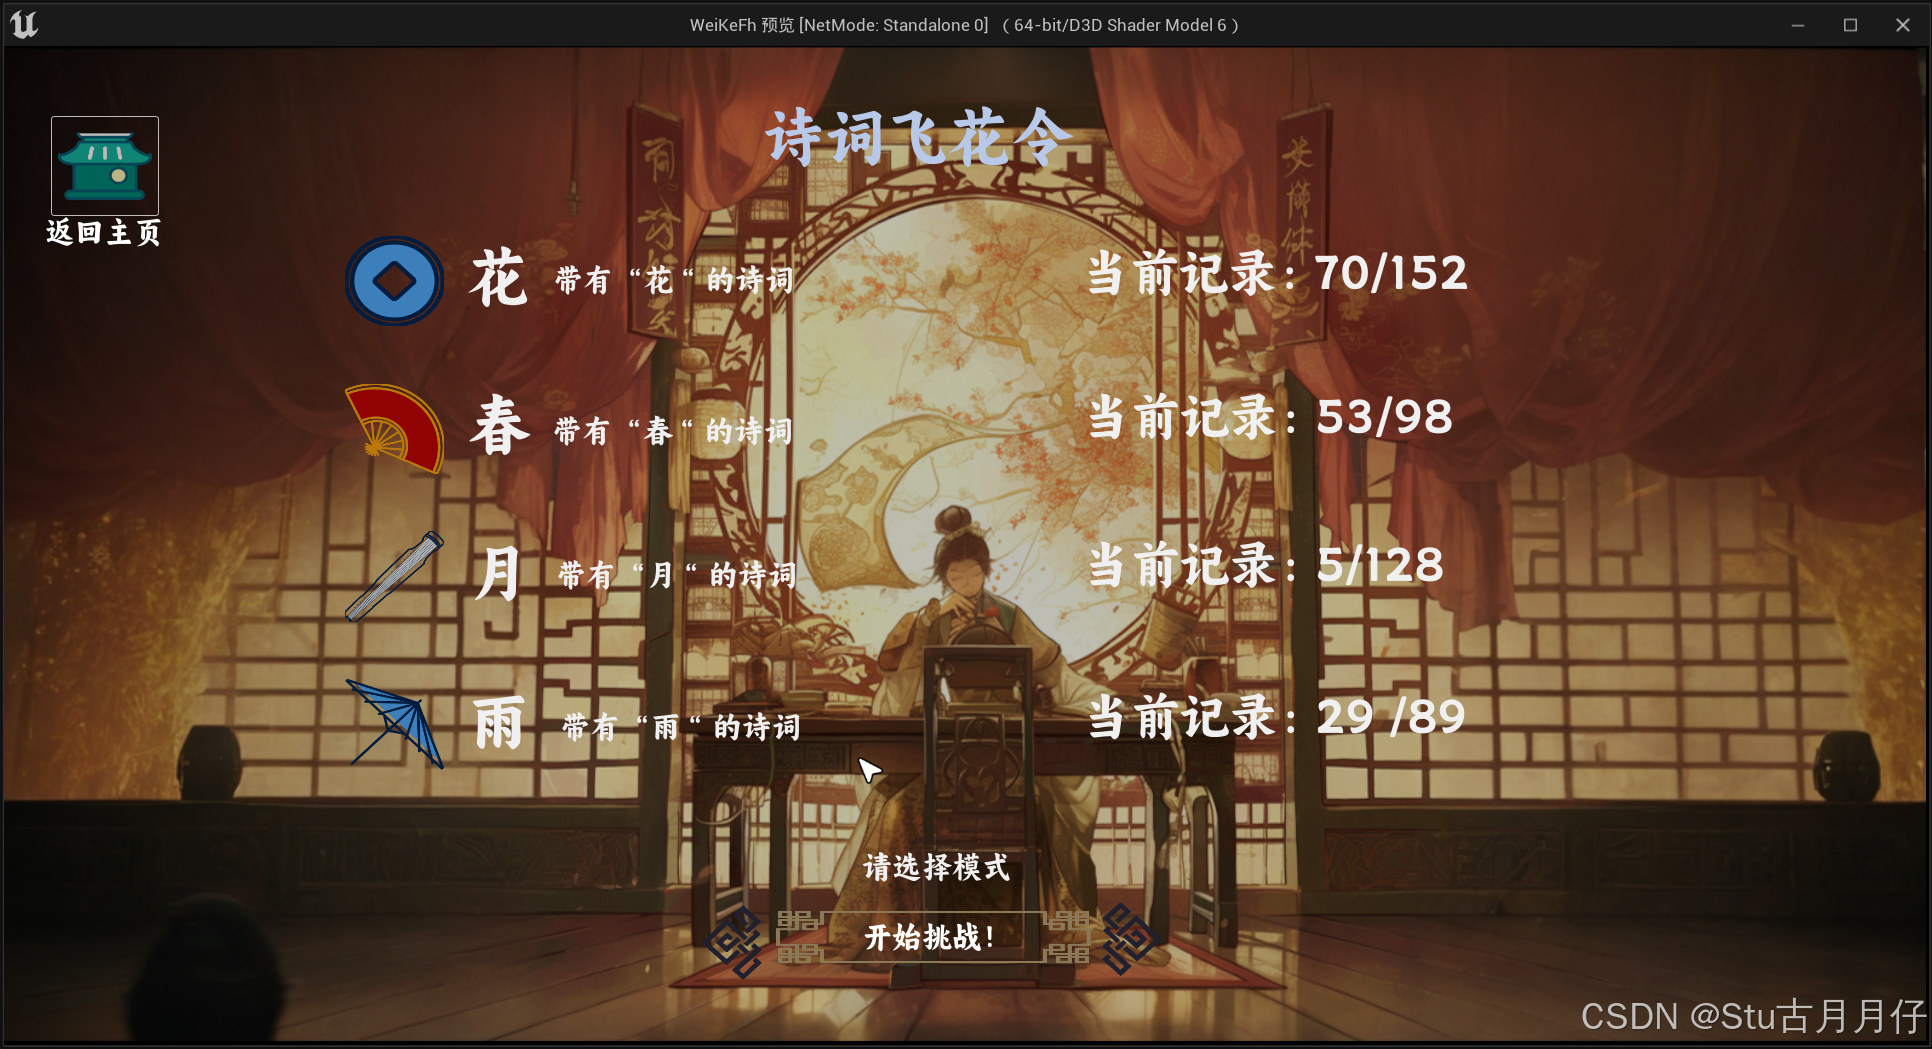 WeiKeFh 预览 [NetMode: Standalone 0] （64-bit/D3D Shader Model 6）
诗词飞花令
返回主页
花 带有“花“的诗词 当前记录：70/152
春 带有“春“的诗词 当前记录：53/98
月 带有“月“的诗词 当前记录：5/128
雨 带有“雨“的诗词 当前记录：29 /89
请选择模式
开始挑战！
CSDN @Stu古月月仔